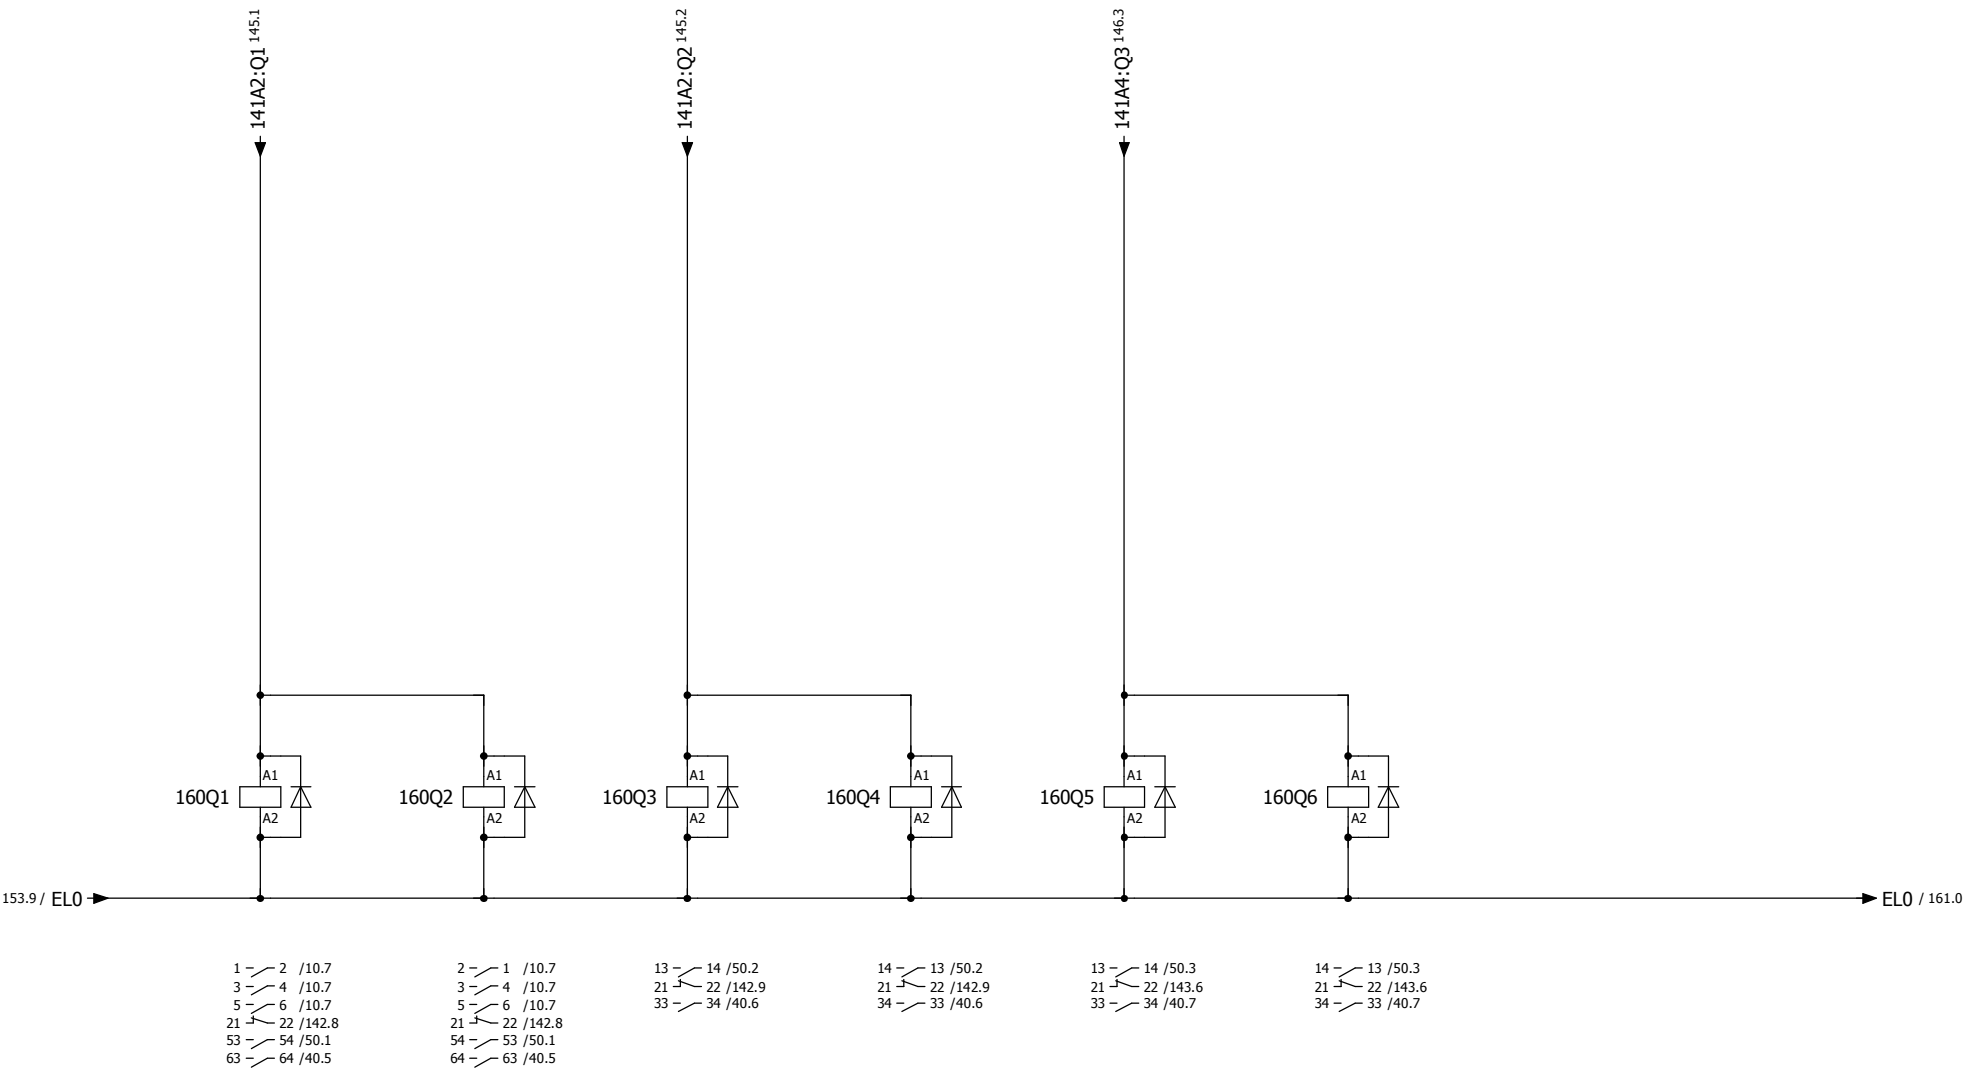 141A2:Q1 145.1
141A2:Q2 145.2
141A4:Q3 146.3
A1
A1
A1
A1
A1
A1
160Q1
160Q2
160Q3
160Q4
160Q5
160Q6
A2
A2
A2
A2
A2
A2
153.9 / EL0
EL0 / 161.0
1 2 /10.7
3 4 /10.7
5 6 /10.7
21 22 /142.8
53 54 /50.1
63 64 /40.5
2 1 /10.7
3 4 /10.7
5 6 /10.7
21 22 /142.8
54 53 /50.1
64 63 /40.5
13 14 /50.2
21 22 /142.9
33 34 /40.6
14 13 /50.2
21 22 /142.9
34 33 /40.6
13 14 /50.3
21 22 /143.6
33 34 /40.7
14 13 /50.3
21 22 /143.6
34 33 /40.7